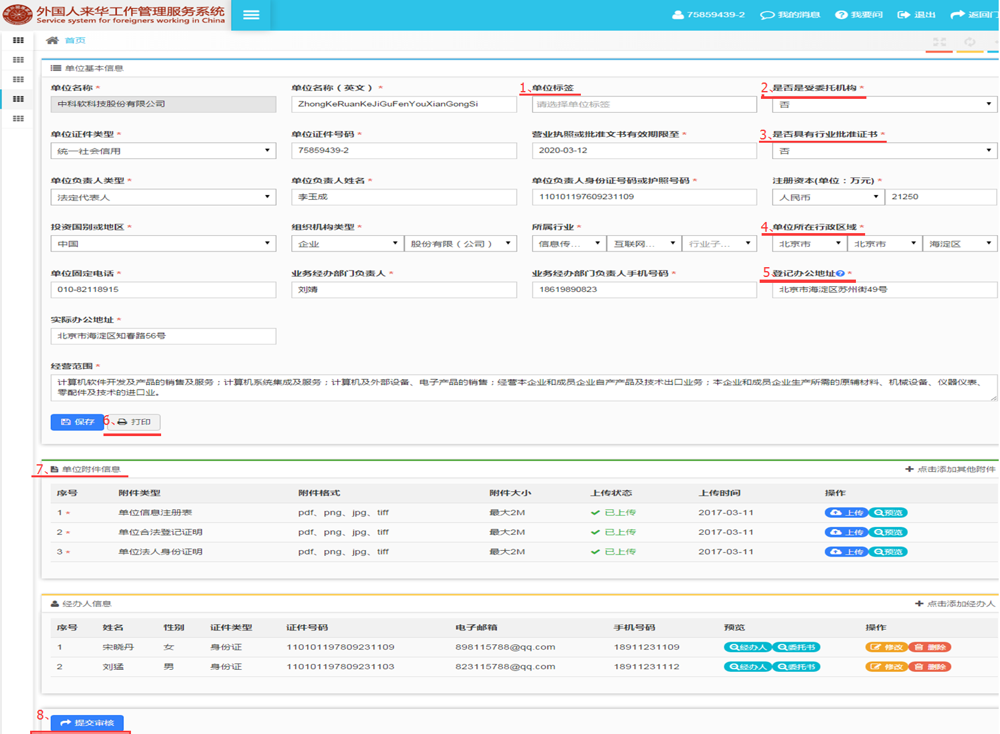 外国人来华工作管理服务系统
Service system for foreigners working in China
75859439-2 我的消息 我要问 退出 返回门
首页
单位基本信息
单位名称 * 单位名称（英文） * 1、单位标签 2、是否是受委托机构 *
中科软科技股份有限公司 ZhongKeRuanKeJiGuFenYouXianGongSi 请选择单位标签 否
单位证件类型 * 单位证件号码 * 营业执照或批准文书有效期限至 * 3、是否具有行业批准证书 *
统一社会信用 75859439-2 2020-03-12 否
单位负责人类型 * 单位负责人姓名 * 单位负责人身份证号码或护照号码 * 注册资本(单位：万元) *
法定代表人 李玉成 110101197609231109 人民币 21250
投资国别或地区 * 组织机构类型 * 所属行业 * 4、单位所在行政区域 *
中国 企业 股份有限（公司） 信息传... 互联网... 行业子... 北京市 北京市 海淀区
单位固定电话 * 业务经办部门负责人 * 业务经办部门负责人手机号码 * 5、登记办公地址 *
010-82118915 刘婧 18619890823 北京市海淀区苏州街49号
实际办公地址 *
北京市海淀区知春路56号
经营范围 *
计算机软件开发及产品的销售及服务；计算机系统集成及服务；计算机及外部设备、电子产品的销售；经营本企业和成员企业自产产品及技术出口业务；本企业和成员企业生产所需的原辅材料、机械设备、仪器仪表、
零配件及技术的进口业。
保存 6、打印
7、单位附件信息 点击添加其他附件
序号 附件类型 附件格式 附件大小 上传状态 上传时间 操作
1 * 单位信息注册表 pdf、png、jpg、tiff 最大2M 已上传 2017-03-11 上传 预览
2 * 单位合法登记证明 pdf、png、jpg、tiff 最大2M 已上传 2017-03-11 上传 预览
3 * 单位法人身份证明 pdf、png、jpg、tiff 最大2M 已上传 2017-03-11 上传 预览
经办人信息 点击添加经办人
序号 姓名 性别 证件类型 证件号码 电子邮箱 手机号码 预览 操作
1 宋晓丹 女 身份证 110101197809231109 898115788@qq.com 18911231109 经办人 委托书 修改 删除
2 刘猛 男 身份证 110101197809231103 823115788@qq.com 18911231112 经办人 委托书 修改 删除
8、提交审核